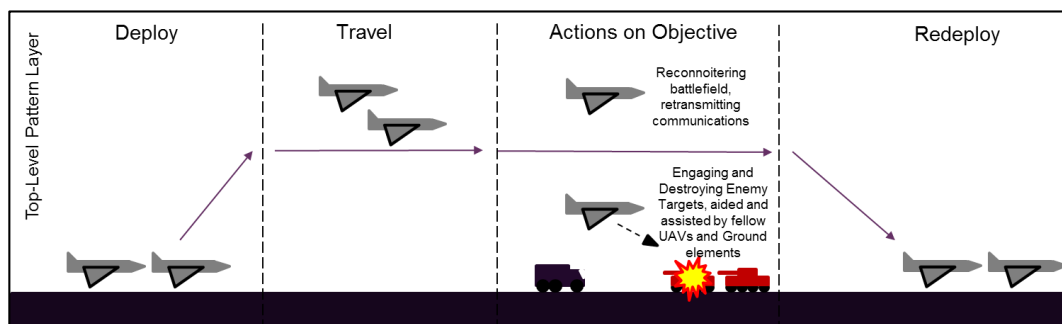 Top-Level Pattern Layer
Deploy
Travel
Actions on Objective
Redeploy
Reconnoitering
battlefield,
retransmitting
communications
Engaging and
Destroying Enemy
Targets, aided and
assisted by fellow
UAVs and Ground
elements